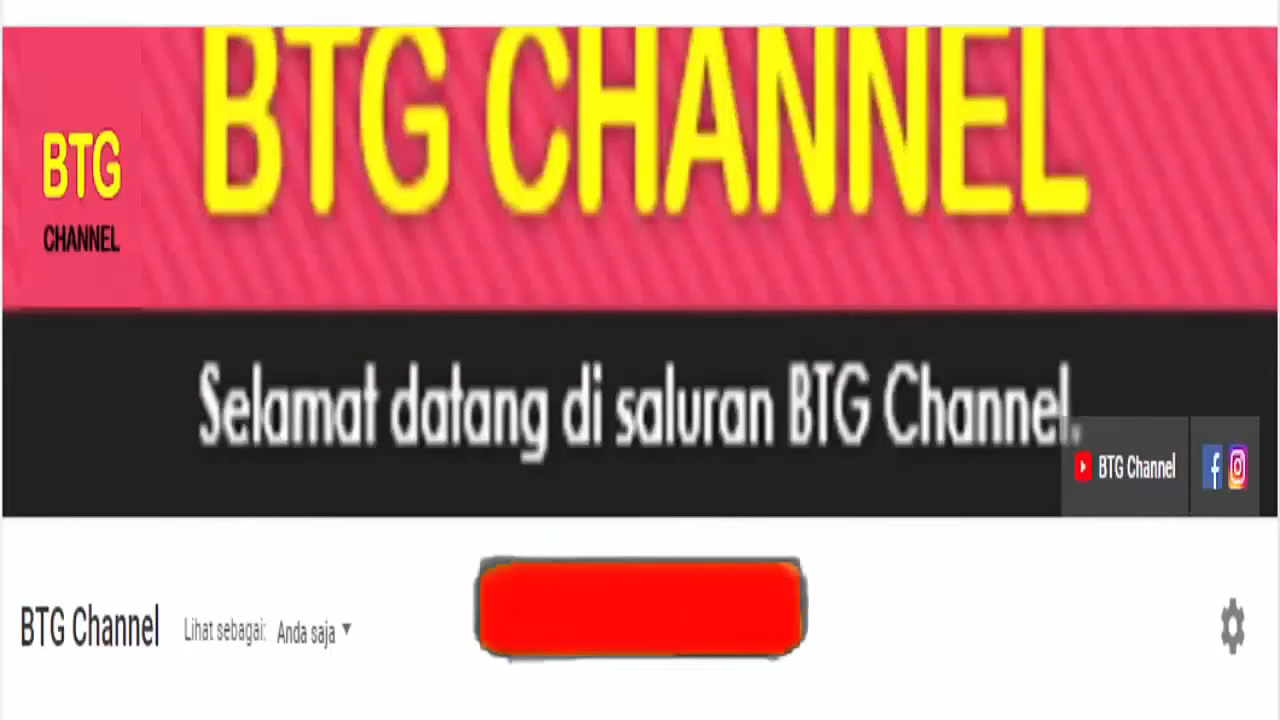 BTG CHANNEL
BTG
CHANNEL
Selamat datang di saluran BTG Channel.
BTG Channel
BTG Channel
Lihat sebagai: Anda saja